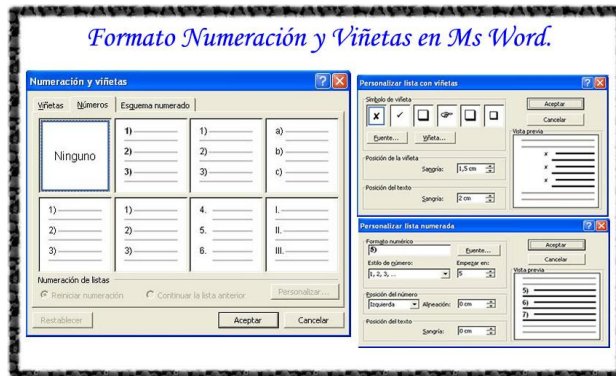 Formato Numeración y Viñetas en Ms Word.
Numeración y viñetas
Viñetas Números Esquema numerado
Ninguno
1)
2)
3)
1)
2)
3)
a)
b)
c)
1)
2)
3)
1)
2)
3)
4.
5.
6.
I.
II.
III.
Numeración de listas
Reiniciar numeración Continuar la lista anterior Personalizar...
Restablecer Aceptar Cancelar
Personalizar lista con viñetas
Símbolo de viñeta
Aceptar
Cancelar
Fuente... Viñeta...
Vista previa
Posición de la viñeta
Sangría: 1,5 cm
Posición del texto
Sangría: 2 cm
Personalizar lista numerada
Formato numérico
5) Fuente...
Aceptar
Cancelar
Estilo de número: Empezar en:
1, 2, 3, ... 5
Vista previa
5)
6)
7)
Posición del número
Izquierda Alineación: 0 cm
Posición del texto
Sangría: 0 cm